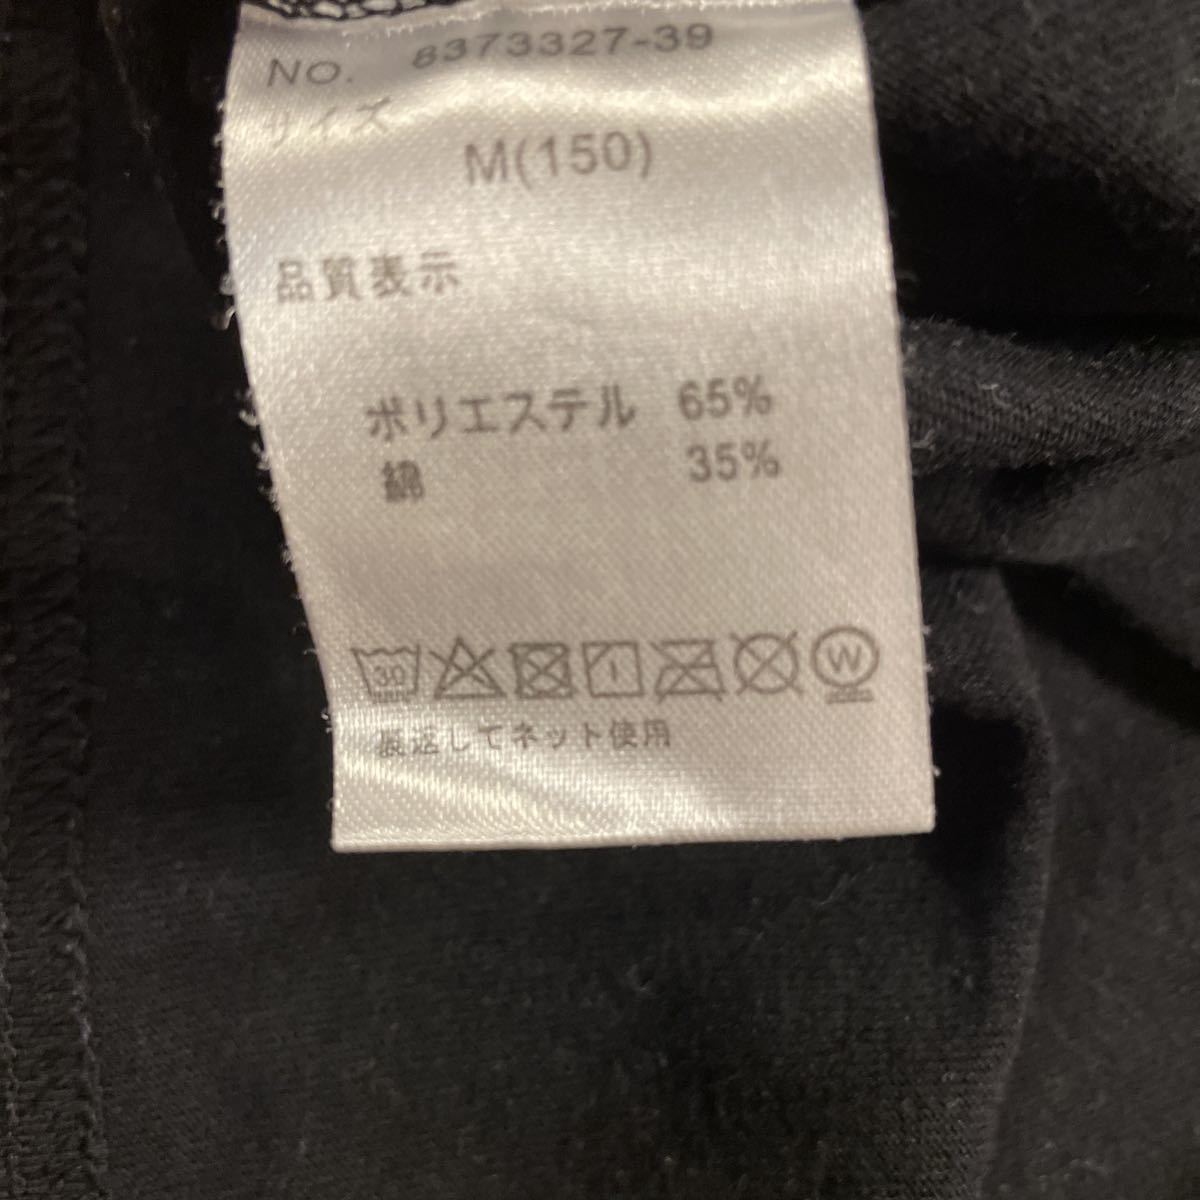 No. 8373327-39
サイズ
M(150)
品質表示
ポリエステル 65%
綿 35%
30
W
裏返してネット使用